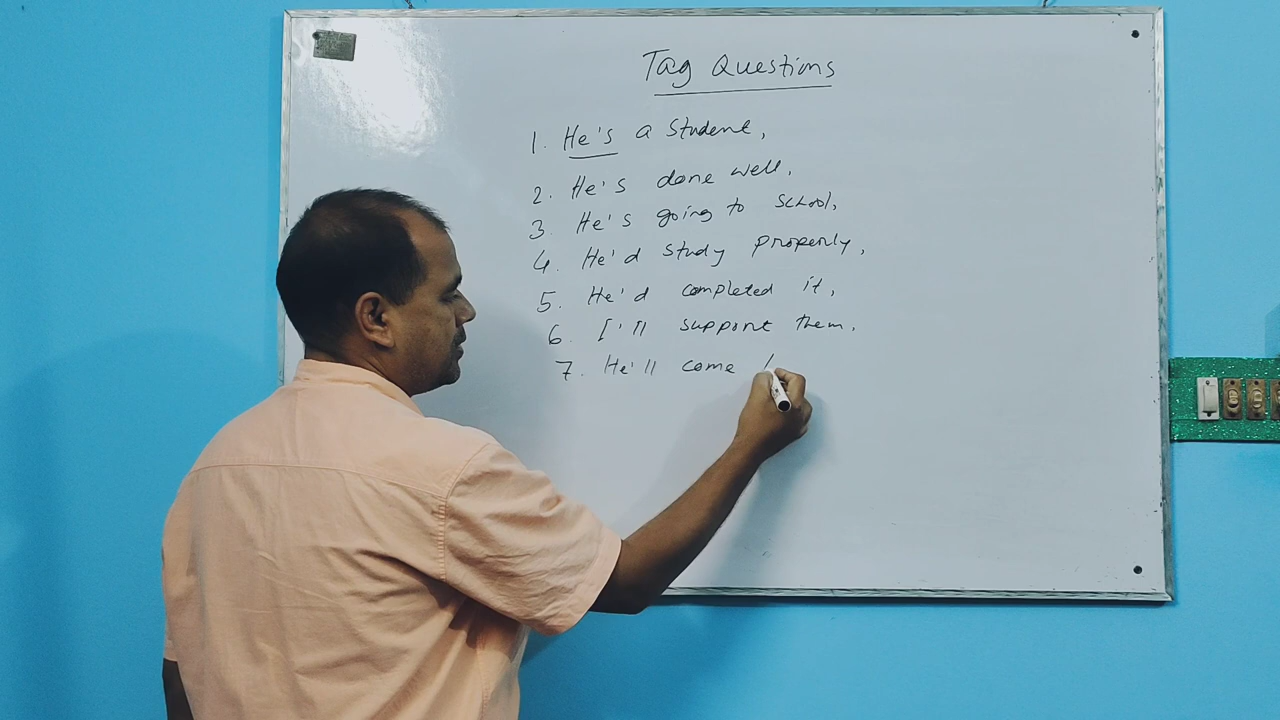 Tag Questions
1. He's a Student,
2. He's done well,
3. He's going to school,
4. He'd study properly,
5. He'd completed it,
6. I'll support them,
7. He'll come